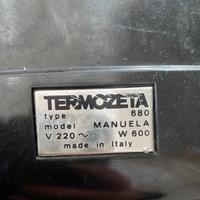 TERMOZETA
type 680
model MANUELA
V 220 ~ W 600
made in Italy